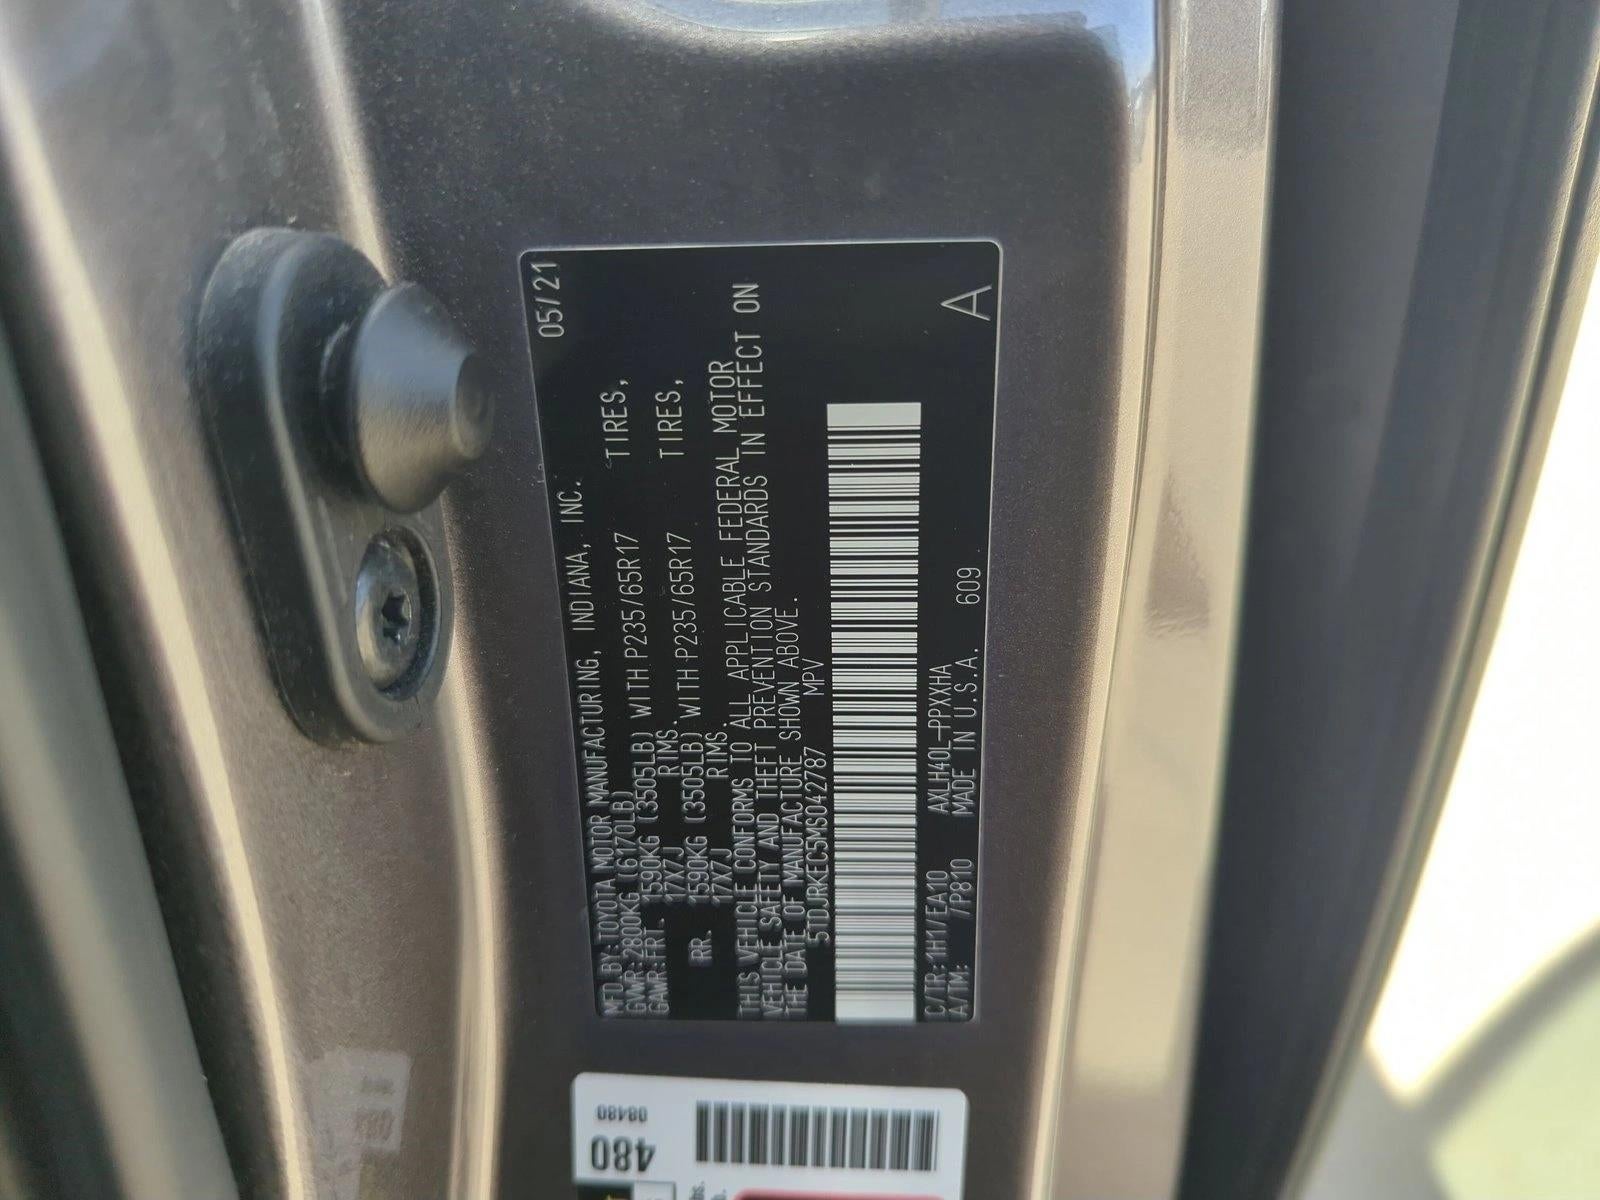 MFD.BY: TOYOTA MOTOR MANUFACTURING, INDIANA, INC. 05/21
GVWR: 2800KG (6170LB)
GAWR: FRT. 1590KG (3505LB) WITH P235/65R17 TIRES,
17X7J RIMS.
RR. 1590KG (3505LB) WITH P235/65R17 TIRES,
17X7J RIMS.
THIS VEHICLE CONFORMS TO ALL APPLICABLE FEDERAL MOTOR
VEHICLE SAFETY AND THEFT PREVENTION STANDARDS IN EFFECT ON
THE DATE OF MANUFACTURE SHOWN ABOVE.
5TDJRKEC5MS042787 MPV
C/TR: 1H1/EA10 AXLH40L-PPXXHA
A/TM: /P810 MADE IN U.S.A. 609 A
08480
480